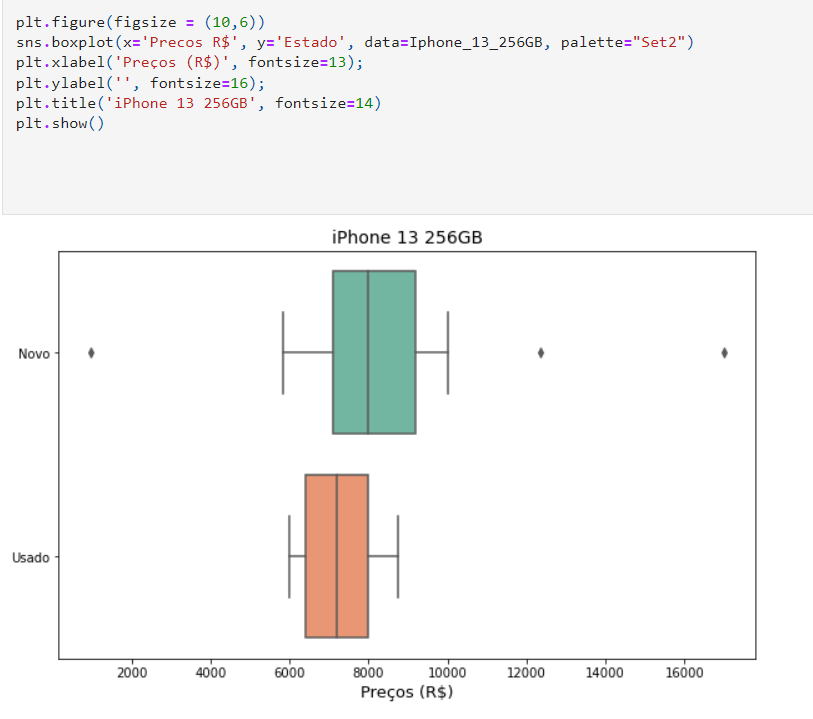 plt.figure(figsize = (10,6))
sns.boxplot(x='Precos R$', y='Estado', data=Iphone_13_256GB, palette="Set2")
plt.xlabel('Preços (R$)', fontsize=13);
plt.ylabel('', fontsize=16);
plt.title('iPhone 13 256GB', fontsize=14)
plt.show()
iPhone 13 256GB
Novo
Usado
2000 4000 6000 8000 10000 12000 14000 16000
Preços (R$)